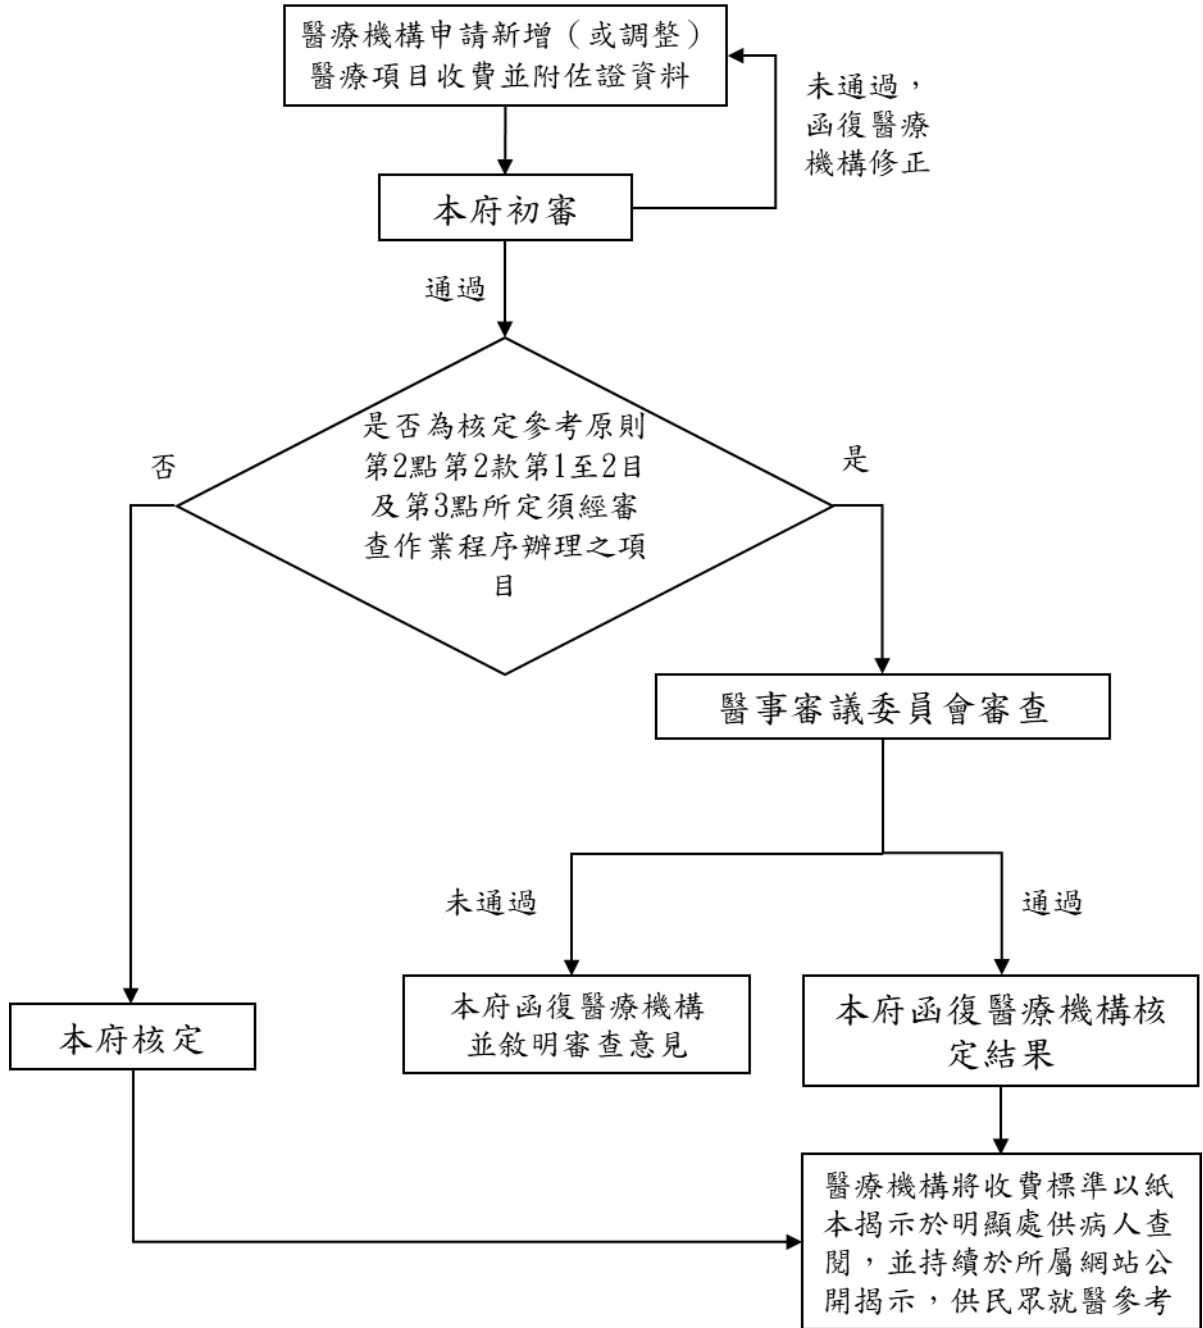 醫療機構申請新增（或調整）
醫療項目收費並附佐證資料
未通過，
函復醫療
機構修正
本府初審
通過
是否為核定參考原則
第2點第2款第1至2目
及第3點所定須經審
查作業程序辦理之項
目
否
是
醫事審議委員會審查
未通過
通過
本府核定
本府函復醫療機構
並敘明審查意見
本府函復醫療機構核
定結果
醫療機構將收費標準以紙
本揭示於明顯處供病人查
閱，並持續於所屬網站公
開揭示，供民眾就醫參考